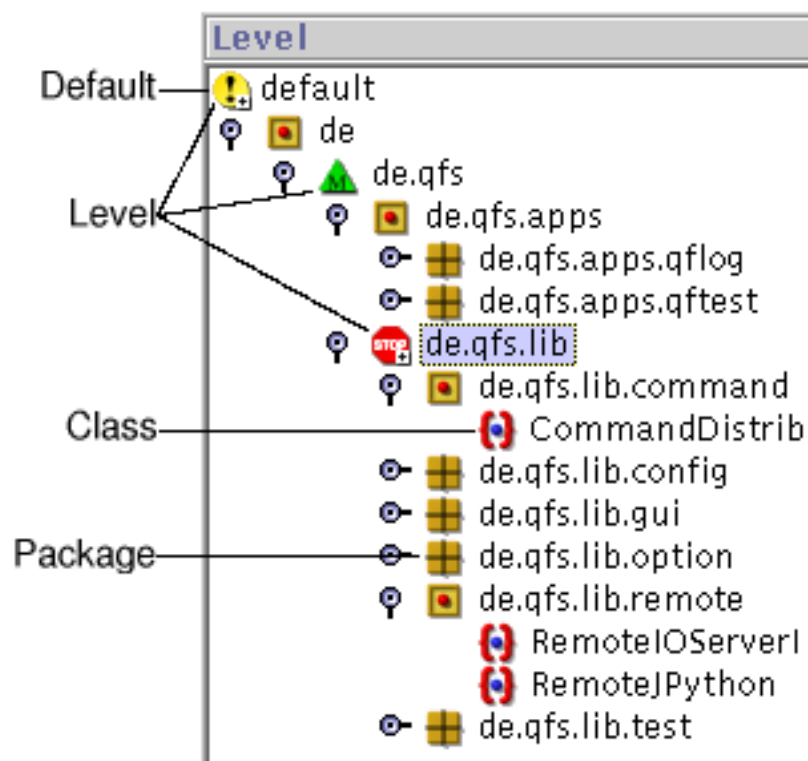 Level
Default default
de
M de.qfs
Level de.qfs.apps
de.qfs.apps.qflog
de.qfs.apps.qftest
STOP de.qfs.lib
de.qfs.lib.command
Class CommandDistrib
de.qfs.lib.config
de.qfs.lib.gui
Package de.qfs.lib.option
de.qfs.lib.remote
RemoteIOServerI
RemoteJPython
de.qfs.lib.test